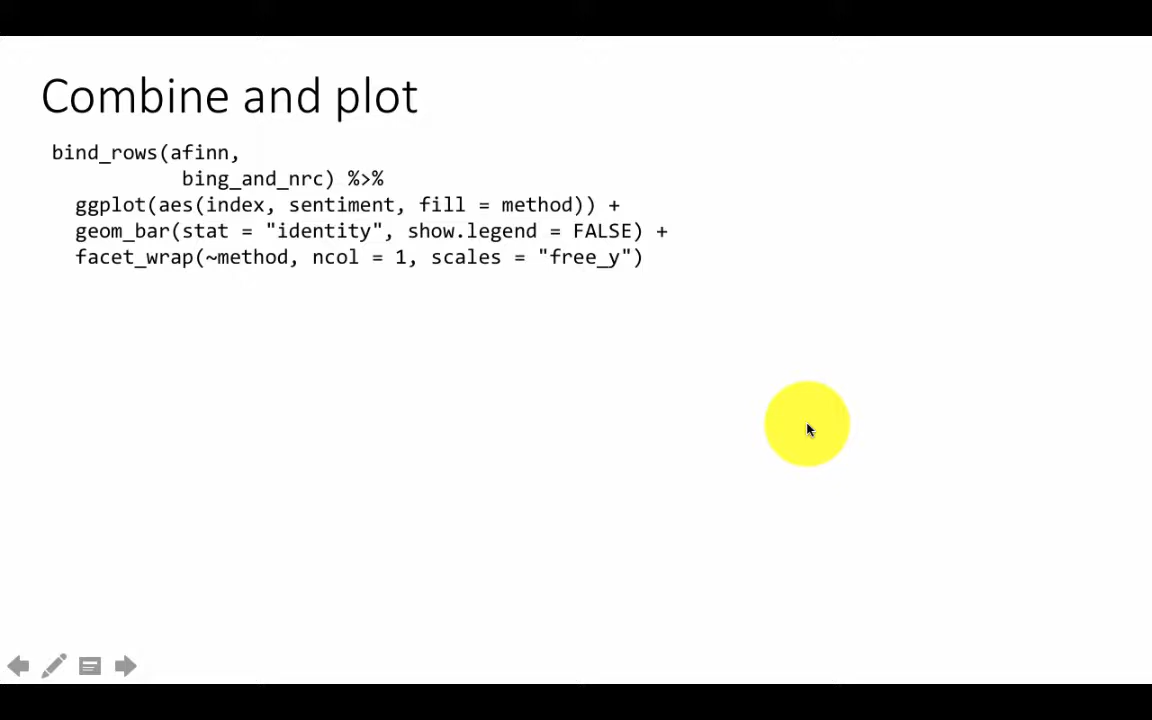 Combine and plot
bind_rows(afinn,
bing_and_nrc) %>%
ggplot(aes(index, sentiment, fill = method)) +
geom_bar(stat = "identity", show.legend = FALSE) +
facet_wrap(~method, ncol = 1, scales = "free_y")